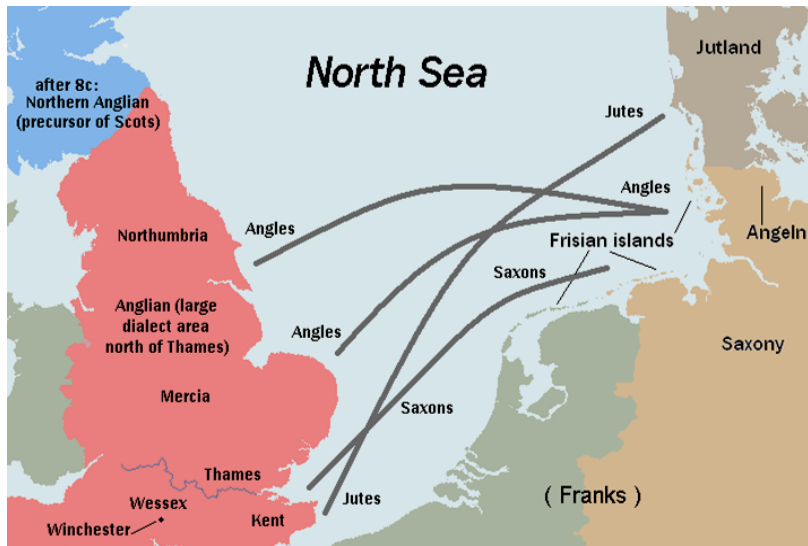 North Sea
Jutland
after 8c:
Northern Anglian
(precursor of Scots)
Jutes
Angles
Angles
Northumbria
Frisian islands
Angeln
Saxons
Anglian (large
dialect area
north of Thames)
Angles
Saxony
Mercia
Saxons
Thames
Wessex
Jutes
( Franks )
Kent
Winchester